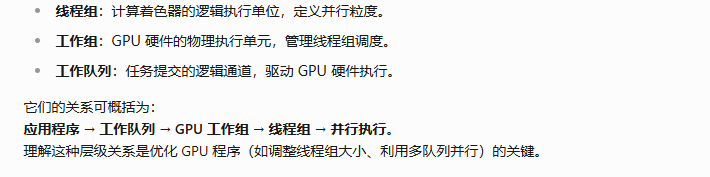 线程组：计算着色器的逻辑执行单位，定义并行粒度。
工作组：GPU 硬件的物理执行单元，管理线程组调度。
工作队列：任务提交的逻辑通道，驱动 GPU 硬件执行。
它们的关系可概括为：
应用程序 → 工作队列 → GPU 工作组 → 线程组 → 并行执行。
理解这种层级关系是优化 GPU 程序（如调整线程组大小、利用多队列并行）的关键。